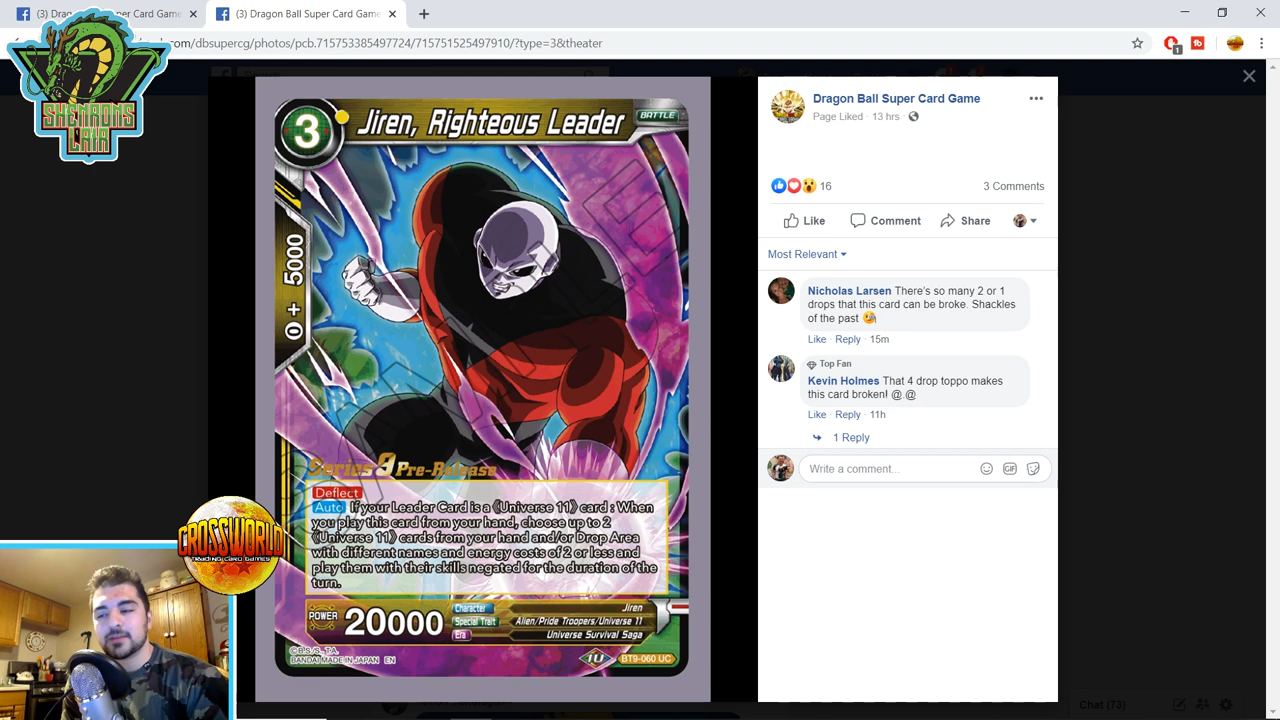 (3) Dragon Ball Super Card Game
(3) Dragon Ball Super Card Game
.com/dbsupercg/photos/pcb.715753385497724/715751525497910/?type=3&theater
SHENRONS
LAIR
3
Jiren, Righteous Leader
BATTLE
0 + 5000
Series 9 Pre-Release
Deflect
Auto If your Leader Card is a 《Universe 11》 card : When
you play this card from your hand, choose up to 2
《Universe 11》 cards from your hand and/or Drop Area
with different names and energy costs of 2 or less and
play them with their skills negated for the duration of the
turn.
POWER 20000
Character Jiren
Special Trait Alien/Pride Troopers/Universe 11
Era Universe Survival Saga
©B.S./S., T.A.
BANDAI MADE IN JAPAN EN
BT9-060 UC
CROSSWORLD
TRADING CARD GAMES
Dragon Ball Super Card Game
Page Liked · 13 hrs ·
16
3 Comments
Like
Comment
Share
Most Relevant
Nicholas Larsen There's so many 2 or 1
drops that this card can be broke. Shackles
of the past
Like · Reply · 15m
Top Fan
Kevin Holmes That 4 drop toppo makes
this card broken! @.@
Like · Reply · 11h
1 Reply
Write a comment...
GIF
Chat (73)